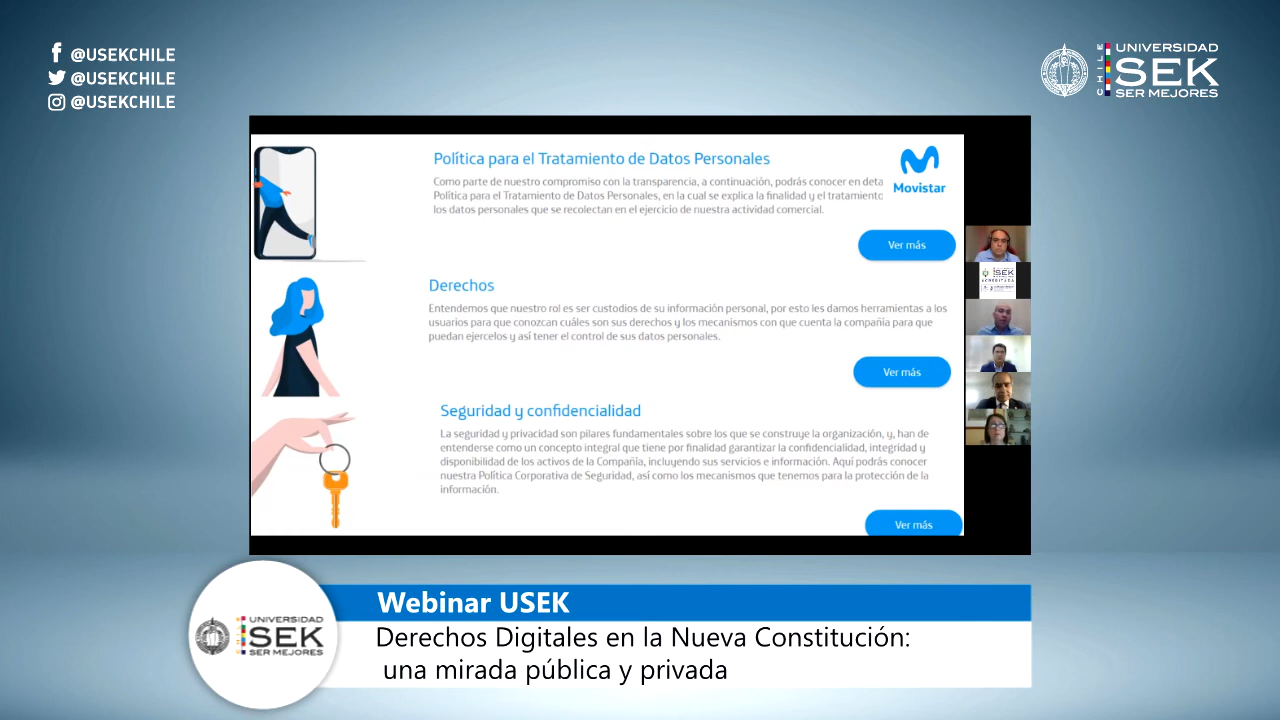 @USEKCHILE
@USEKCHILE
@USEKCHILE
CHILE
UNIVERSIDAD
SEK
SER MEJORES
Política para el Tratamiento de Datos Personales
Como parte de nuestro compromiso con la transparencia, a continuación, podrás conocer en deta
Política para el Tratamiento de Datos Personales, en la cual se explica la finalidad y el tratamiento
los datos personales que se recolectan en el ejercicio de nuestra actividad comercial.
Movistar
Ver más
Derechos
Entendemos que nuestro rol es ser custodios de su información personal, por esto les damos herramientas a los
usuarios para que conozcan cuáles son sus derechos y los mecanismos con que cuenta la compañía para que
puedan ejercelos y así tener el control de sus datos personales.
Ver más
Seguridad y confidencialidad
La seguridad y privacidad son pilares fundamentales sobre los que se construye la organización, y, han de
entenderse como un concepto integral que tiene por finalidad garantizar la confidencialidad, integridad y
disponibilidad de los activos de la Compañía, incluyendo sus servicios e información. Aquí podrás conocer
nuestra Política Corporativa de Seguridad, así como los mecanismos que tenemos para la protección de la
información.
Ver más
SEK
ACREDITADA
UNIVERSIDAD
SEK
SER MEJORES
Webinar USEK
Derechos Digitales en la Nueva Constitución:
una mirada pública y privada